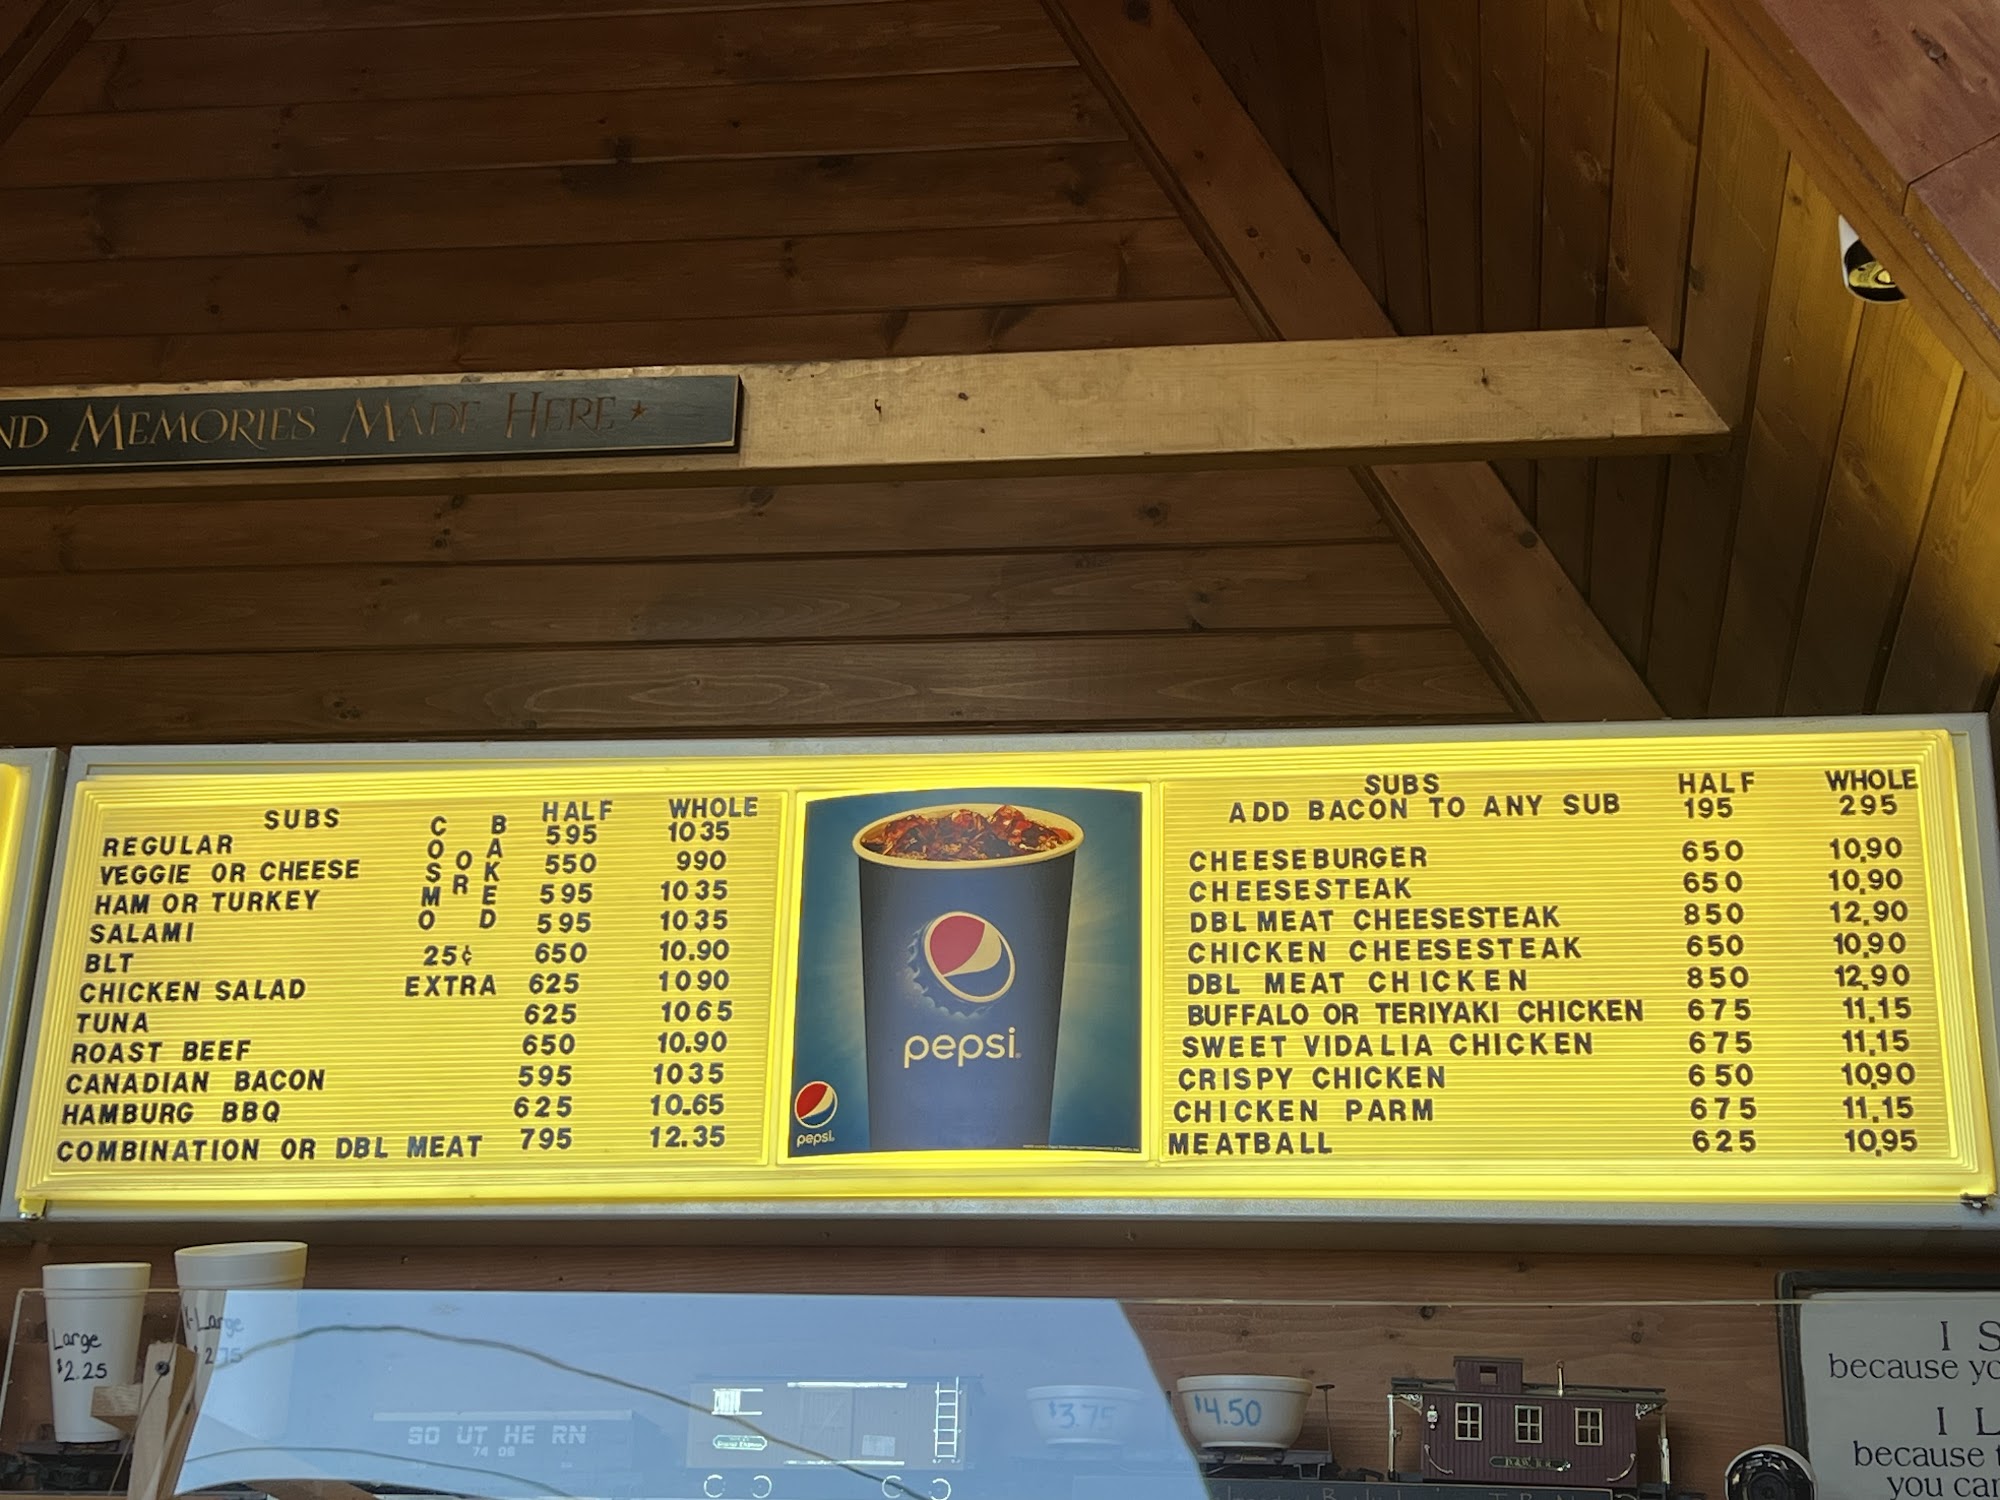 ND MEMORIES MADE HERE
SUBS HALF WHOLE
REGULAR 595 1035
VEGGIE OR CHEESE 550 990
HAM OR TURKEY 595 1035
SALAMI 595 1035
BLT 650 10.90
CHICKEN SALAD 625 1090
TUNA 625 1065
ROAST BEEF 650 10.90
CANADIAN BACON 595 1035
HAMBURG BBQ 625 10.65
COMBINATION OR DBL MEAT 795 12.35
COSMO
OR
BAKED
25¢
EXTRA
pepsi.
pepsi.
SUBS HALF WHOLE
ADD BACON TO ANY SUB 195 295
CHEESEBURGER 650 10,90
CHEESESTEAK 650 10,90
DBL MEAT CHEESESTEAK 850 12,90
CHICKEN CHEESESTEAK 650 10,90
DBL MEAT CHICKEN 850 12,90
BUFFALO OR TERIYAKI CHICKEN 675 11,15
SWEET VIDALIA CHICKEN 675 11,15
CRISPY CHICKEN 650 10,90
CHICKEN PARM 675 11,15
MEATBALL 625 10,95
Large
$2.25
X-Large
$2.75
SOUTHERN
74 06
$3.75
$4.50
I S
because yo
I L
because t
you can